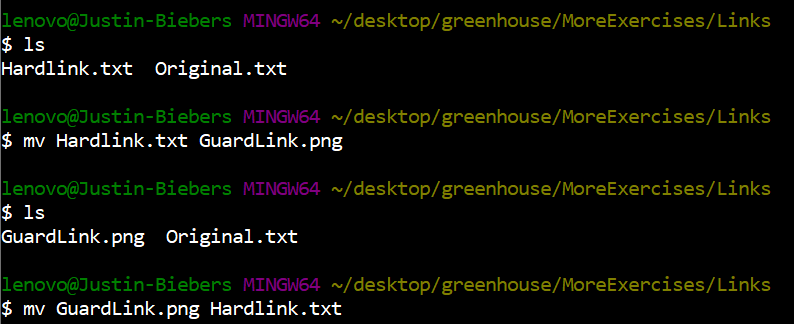 lenovo@Justin-Biebers MINGW64 ~/desktop/greenhouse/MoreExercises/Links
$ ls
Hardlink.txt  Original.txt
lenovo@Justin-Biebers MINGW64 ~/desktop/greenhouse/MoreExercises/Links
$ mv Hardlink.txt GuardLink.png
lenovo@Justin-Biebers MINGW64 ~/desktop/greenhouse/MoreExercises/Links
$ ls
GuardLink.png  Original.txt
lenovo@Justin-Biebers MINGW64 ~/desktop/greenhouse/MoreExercises/Links
$ mv GuardLink.png Hardlink.txt